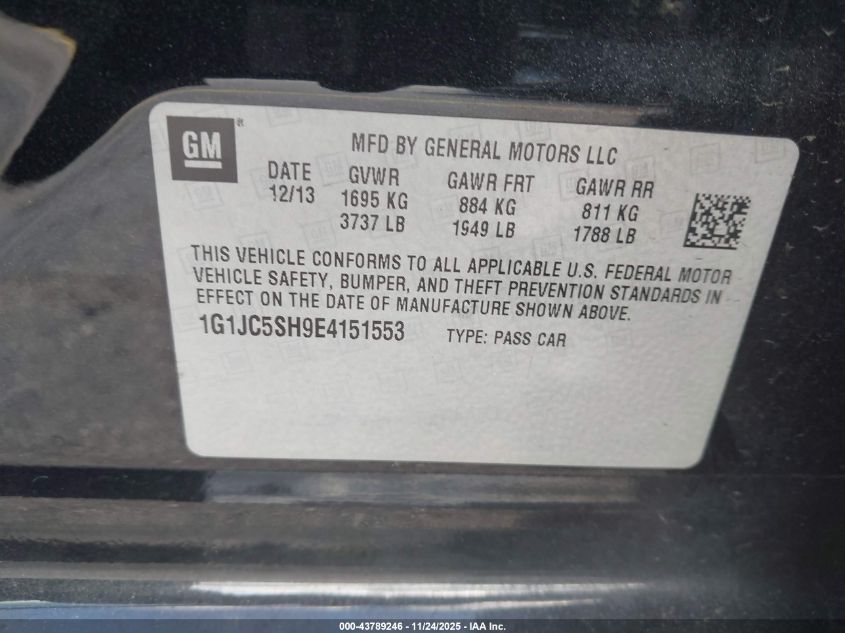 GM
MFD BY GENERAL MOTORS LLC
DATE GVWR GAWR FRT GAWR RR
12/13 1695 KG 884 KG 811 KG
3737 LB 1949 LB 1788 LB
THIS VEHICLE CONFORMS TO ALL APPLICABLE U.S. FEDERAL MOTOR
VEHICLE SAFETY, BUMPER, AND THEFT PREVENTION STANDARDS IN
EFFECT ON THE DATE OF MANUFACTURE SHOWN ABOVE.
1G1JC5SH9E4151553 TYPE: PASS CAR
000-43789246 - 11/24/2025 - IAA Inc.